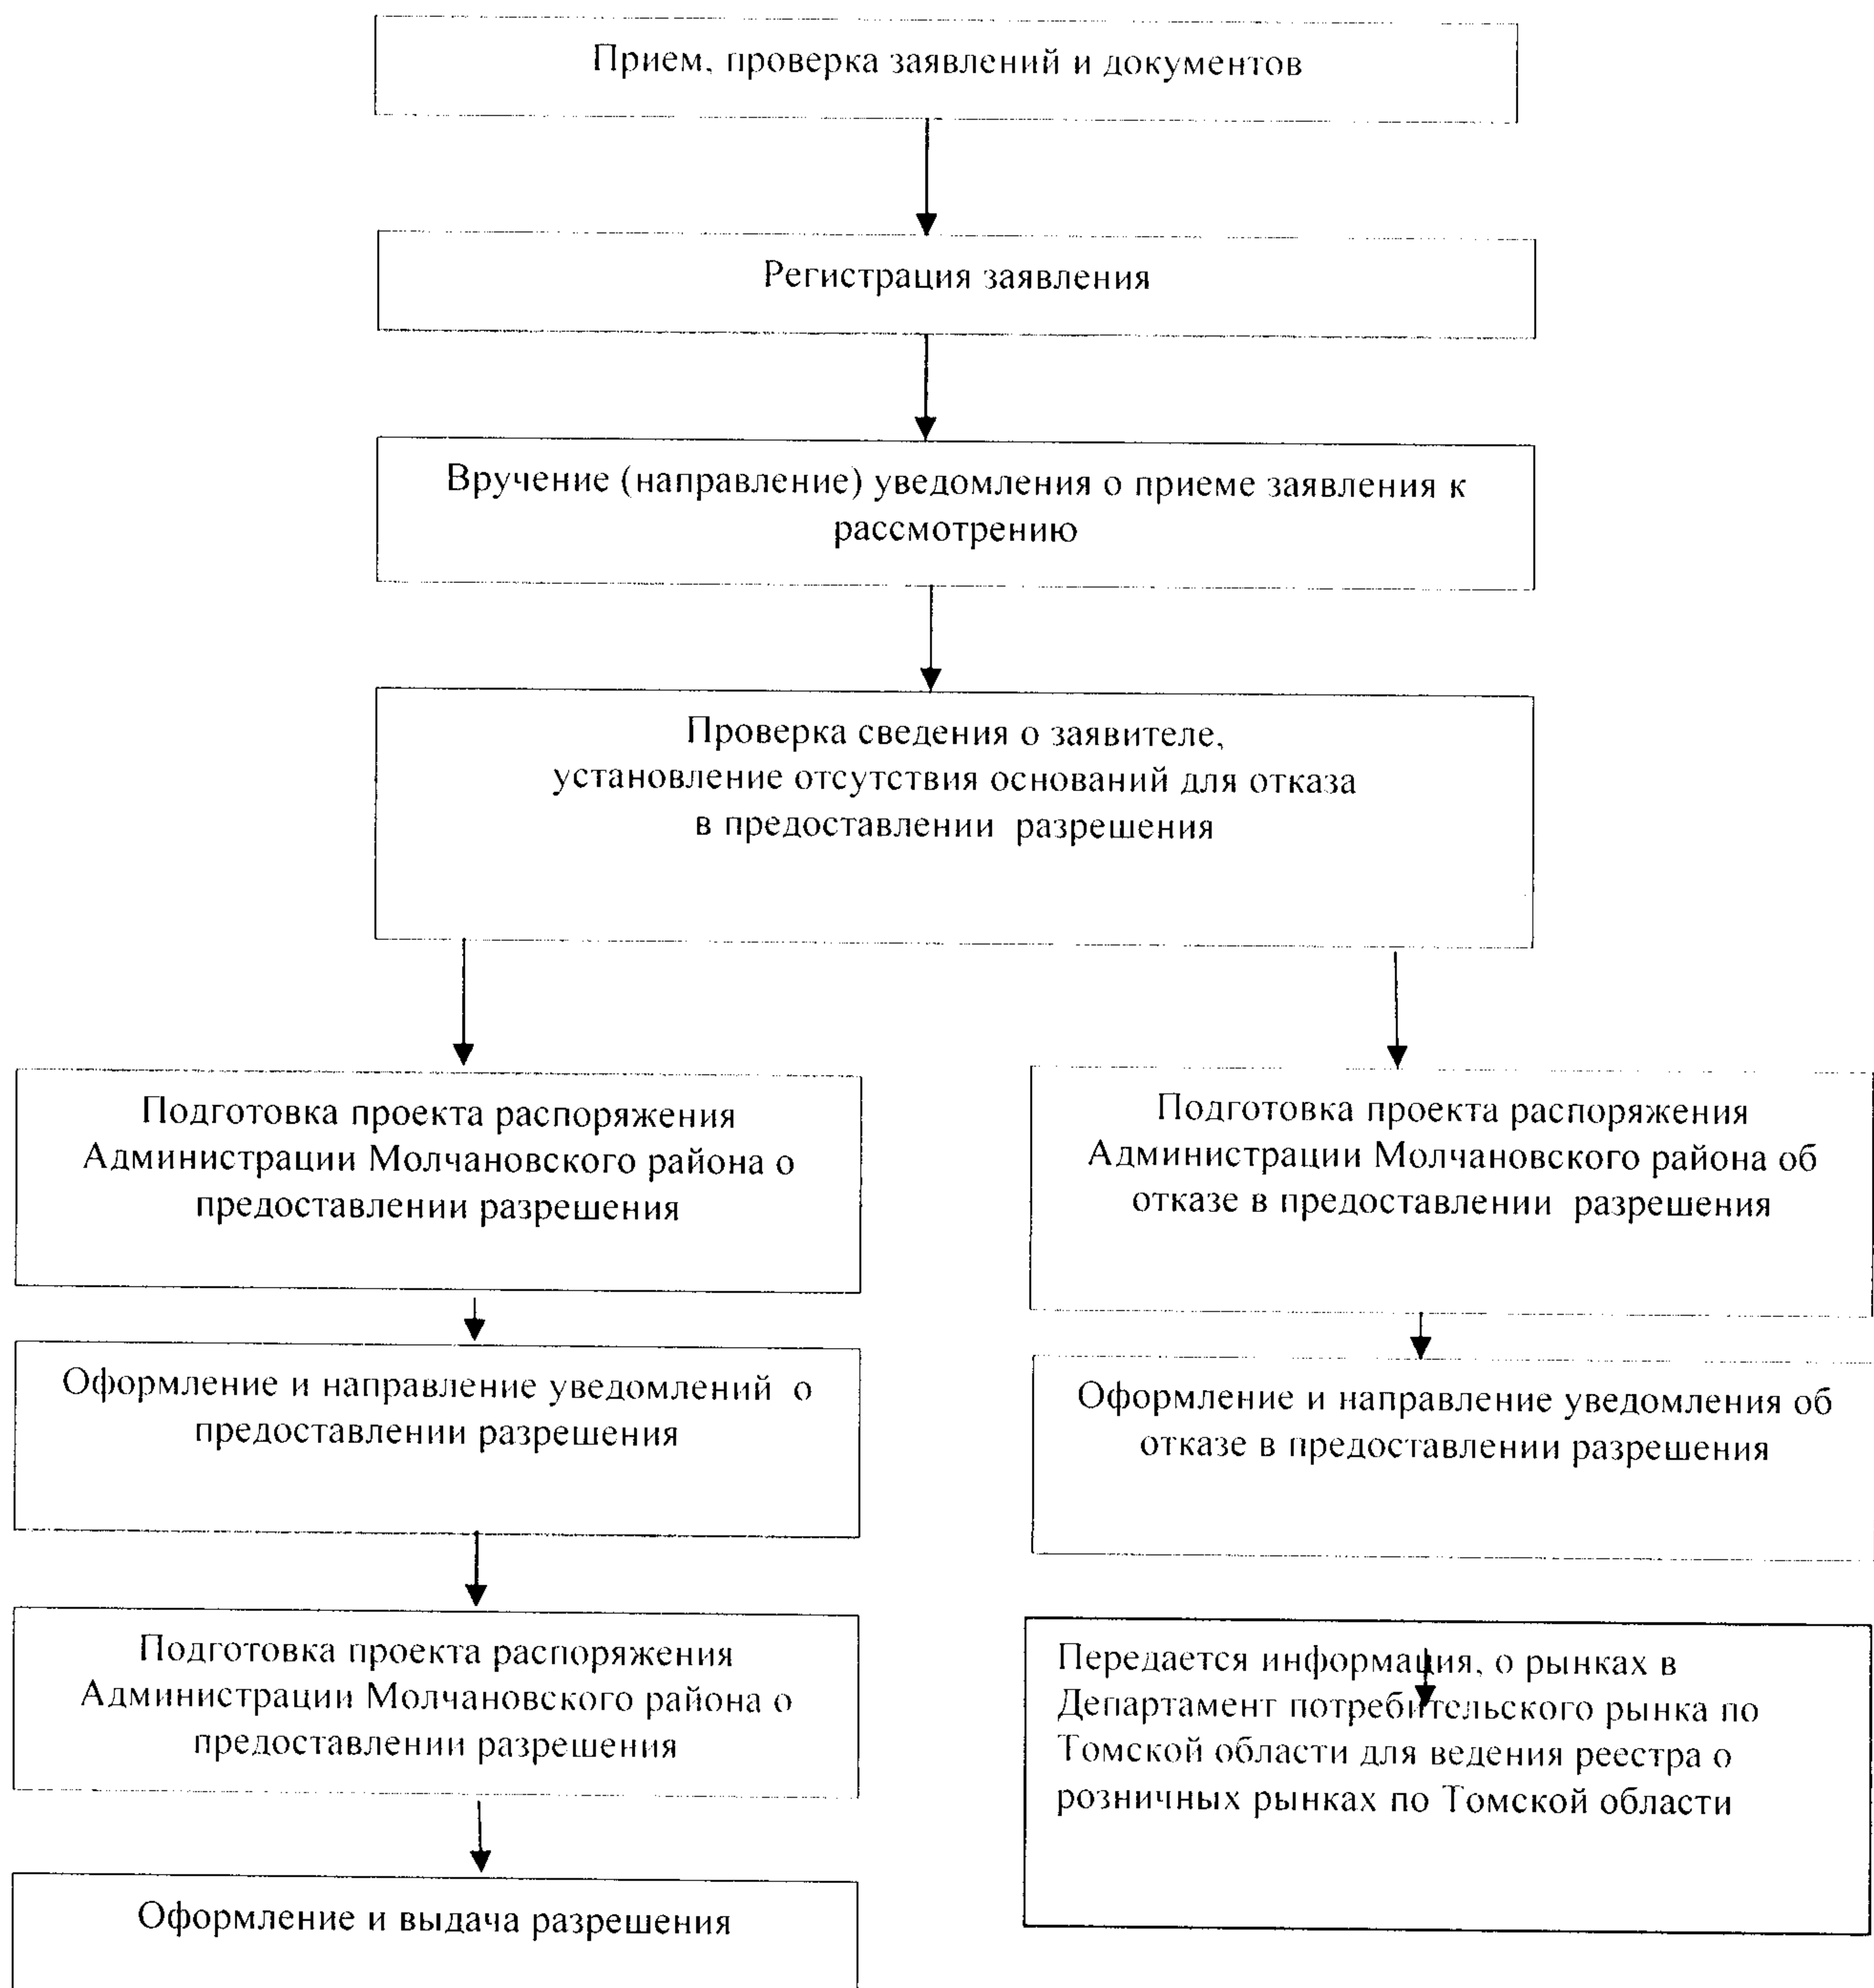 Прием, проверка заявлений и документов
Регистрация заявления
Вручение (направление) уведомления о приеме заявления к
рассмотрению
Проверка сведения о заявителе,
установление отсутствия оснований для отказа
в предоставлении разрешения
Подготовка проекта распоряжения
Администрации Молчановского района о
предоставлении разрешения
Подготовка проекта распоряжения
Администрации Молчановского района об
отказе в предоставлении разрешения
Оформление и направление уведомлений о
предоставлении разрешения
Оформление и направление уведомления об
отказе в предоставлении разрешения
Подготовка проекта распоряжения
Администрации Молчановского района о
предоставлении разрешения
Передается информация, о рынках в
Департамент потребительского рынка по
Томской области для ведения реестра о
розничных рынках по Томской области
Оформление и выдача разрешения